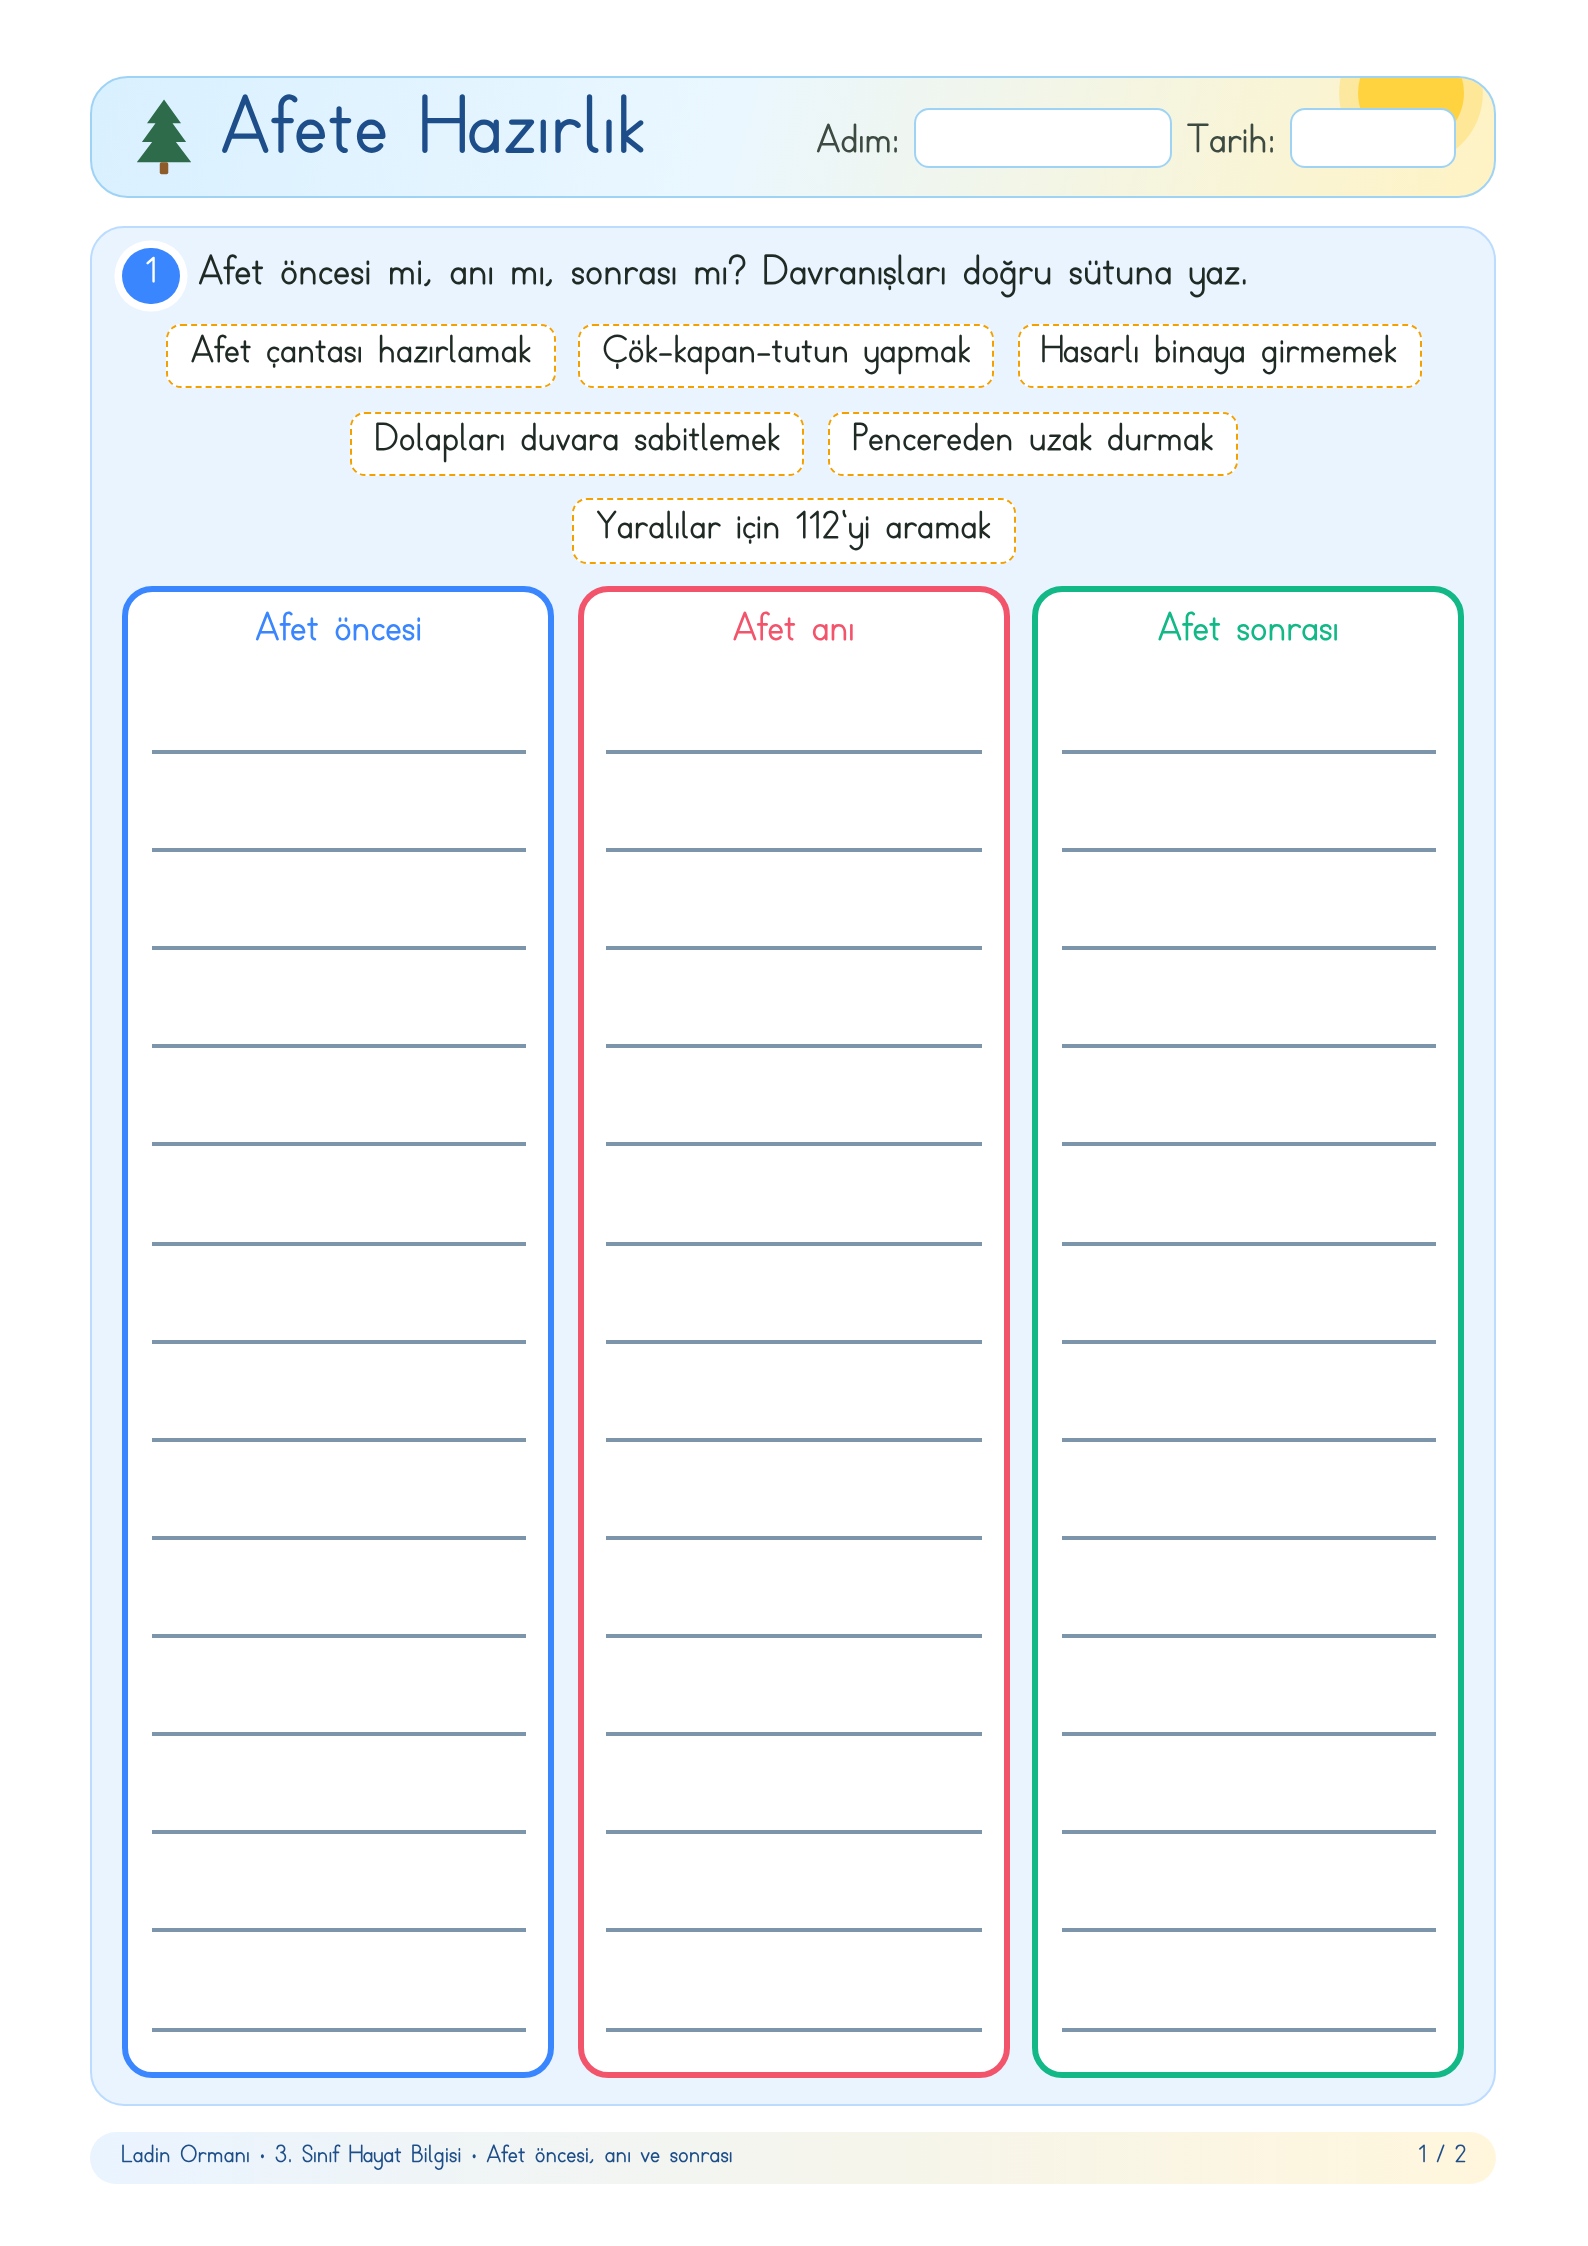 Afete Hazırlık
Adım:
Tarih:
1
Afet öncesi mi, anı mı, sonrası mı? Davranışları doğru sütuna yaz.
Afet çantası hazırlamak
Çök-kapan-tutun yapmak
Hasarlı binaya girmemek
Dolapları duvara sabitlemek
Pencereden uzak durmak
Yaralılar için 112‘yi aramak
Afet öncesi
Afet anı
Afet sonrası
Ladin Ormanı • 3. Sınıf Hayat Bilgisi • Afet öncesi, anı ve sonrası
1 / 2